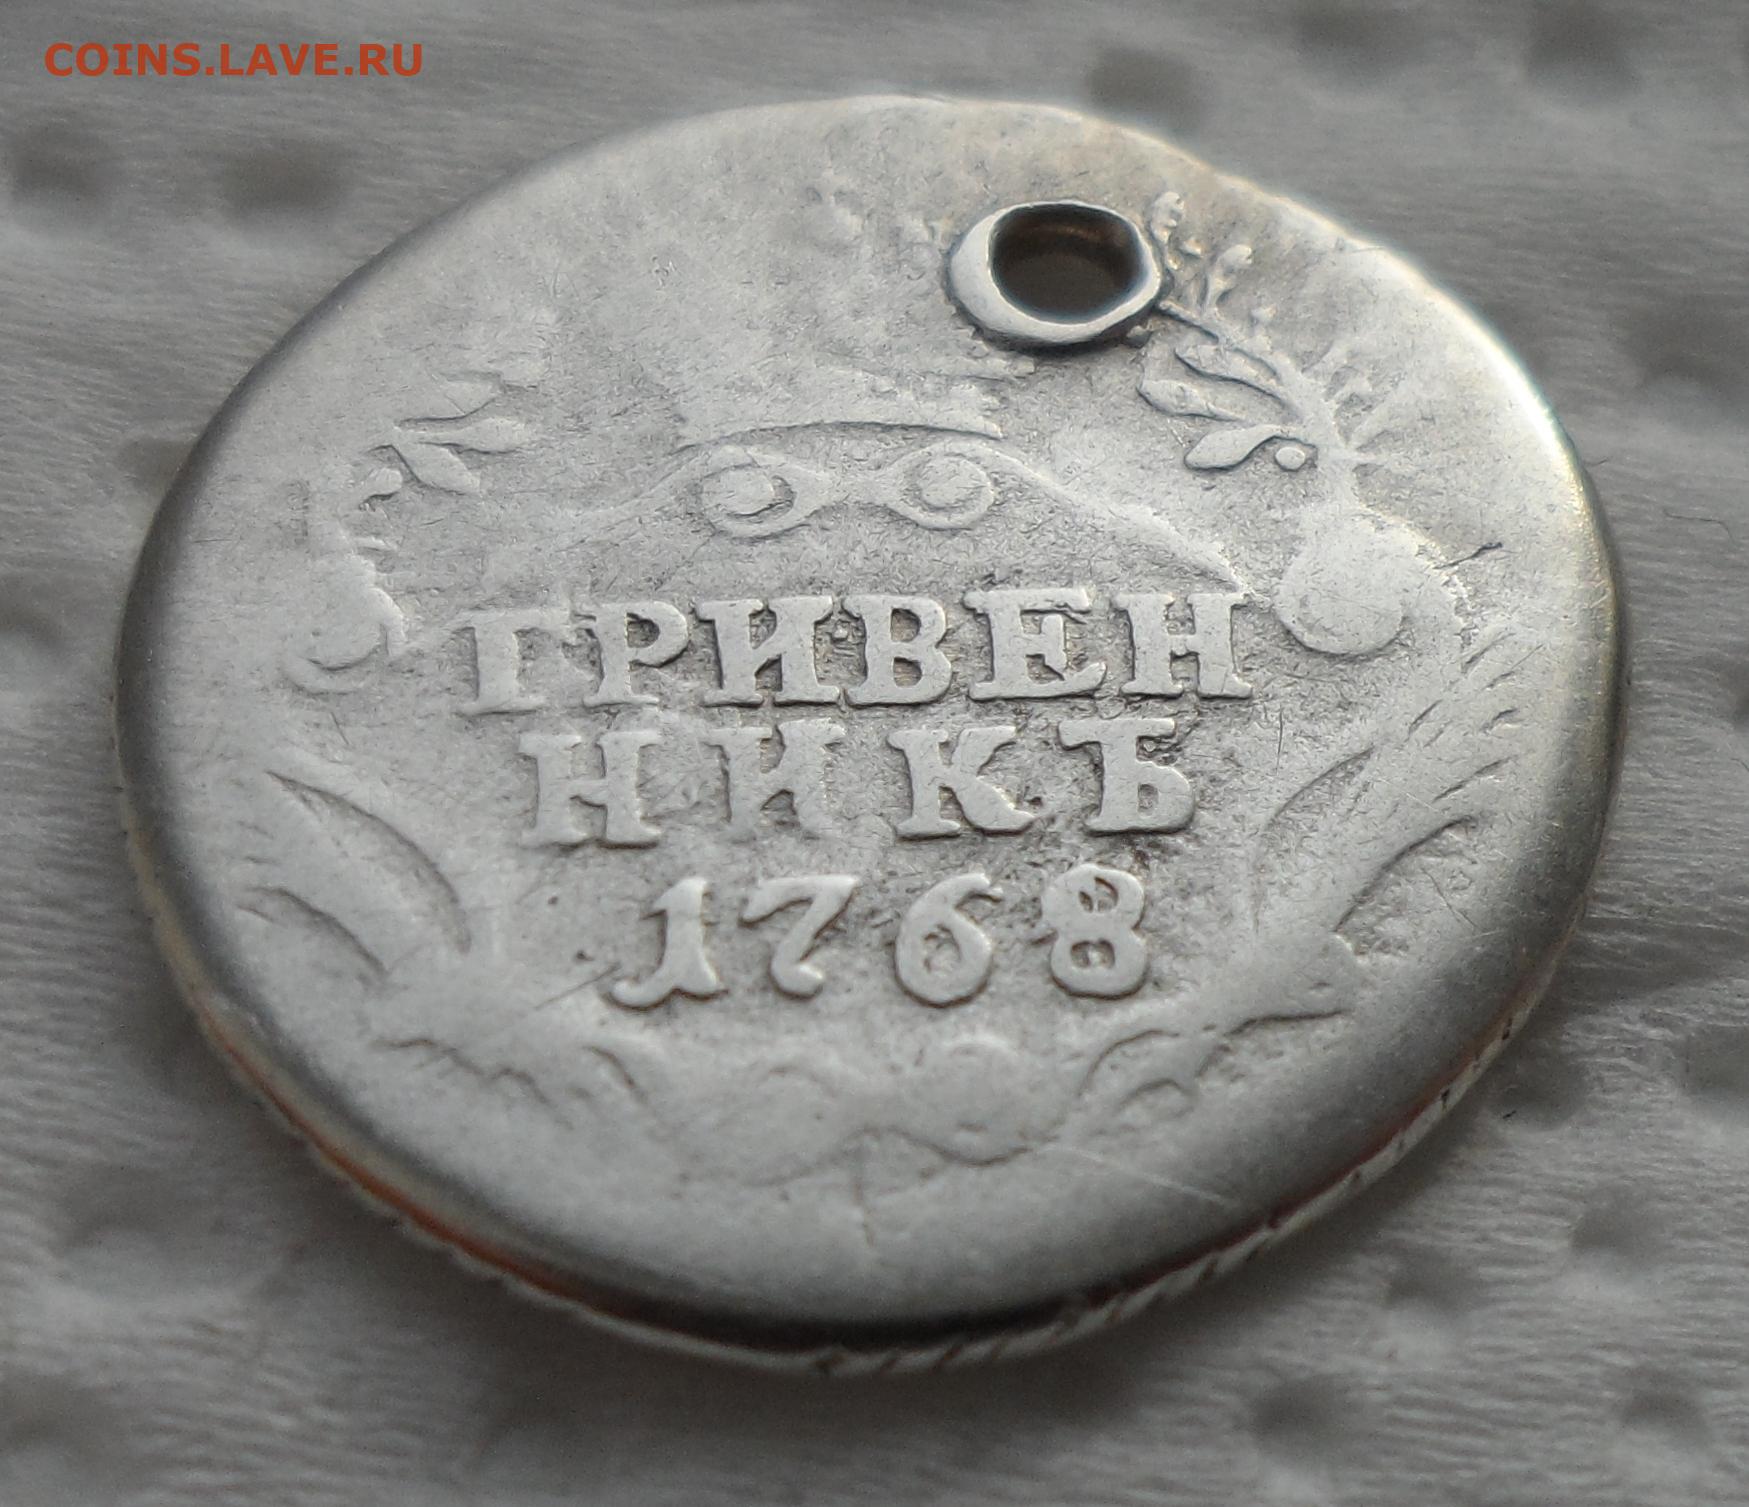 COINS.LAVE.RU
ГРИВЕН
НИКЪ
1768